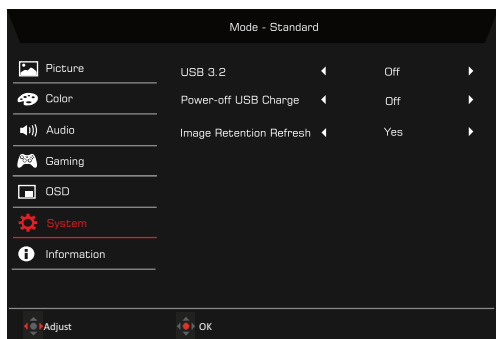 Mode - Standard
Picture
Color
Audio
Gaming
OSD
System
Information
USB 3.2 Off
Power-off USB Charge Off
Image Retention Refresh Yes
Adjust OK